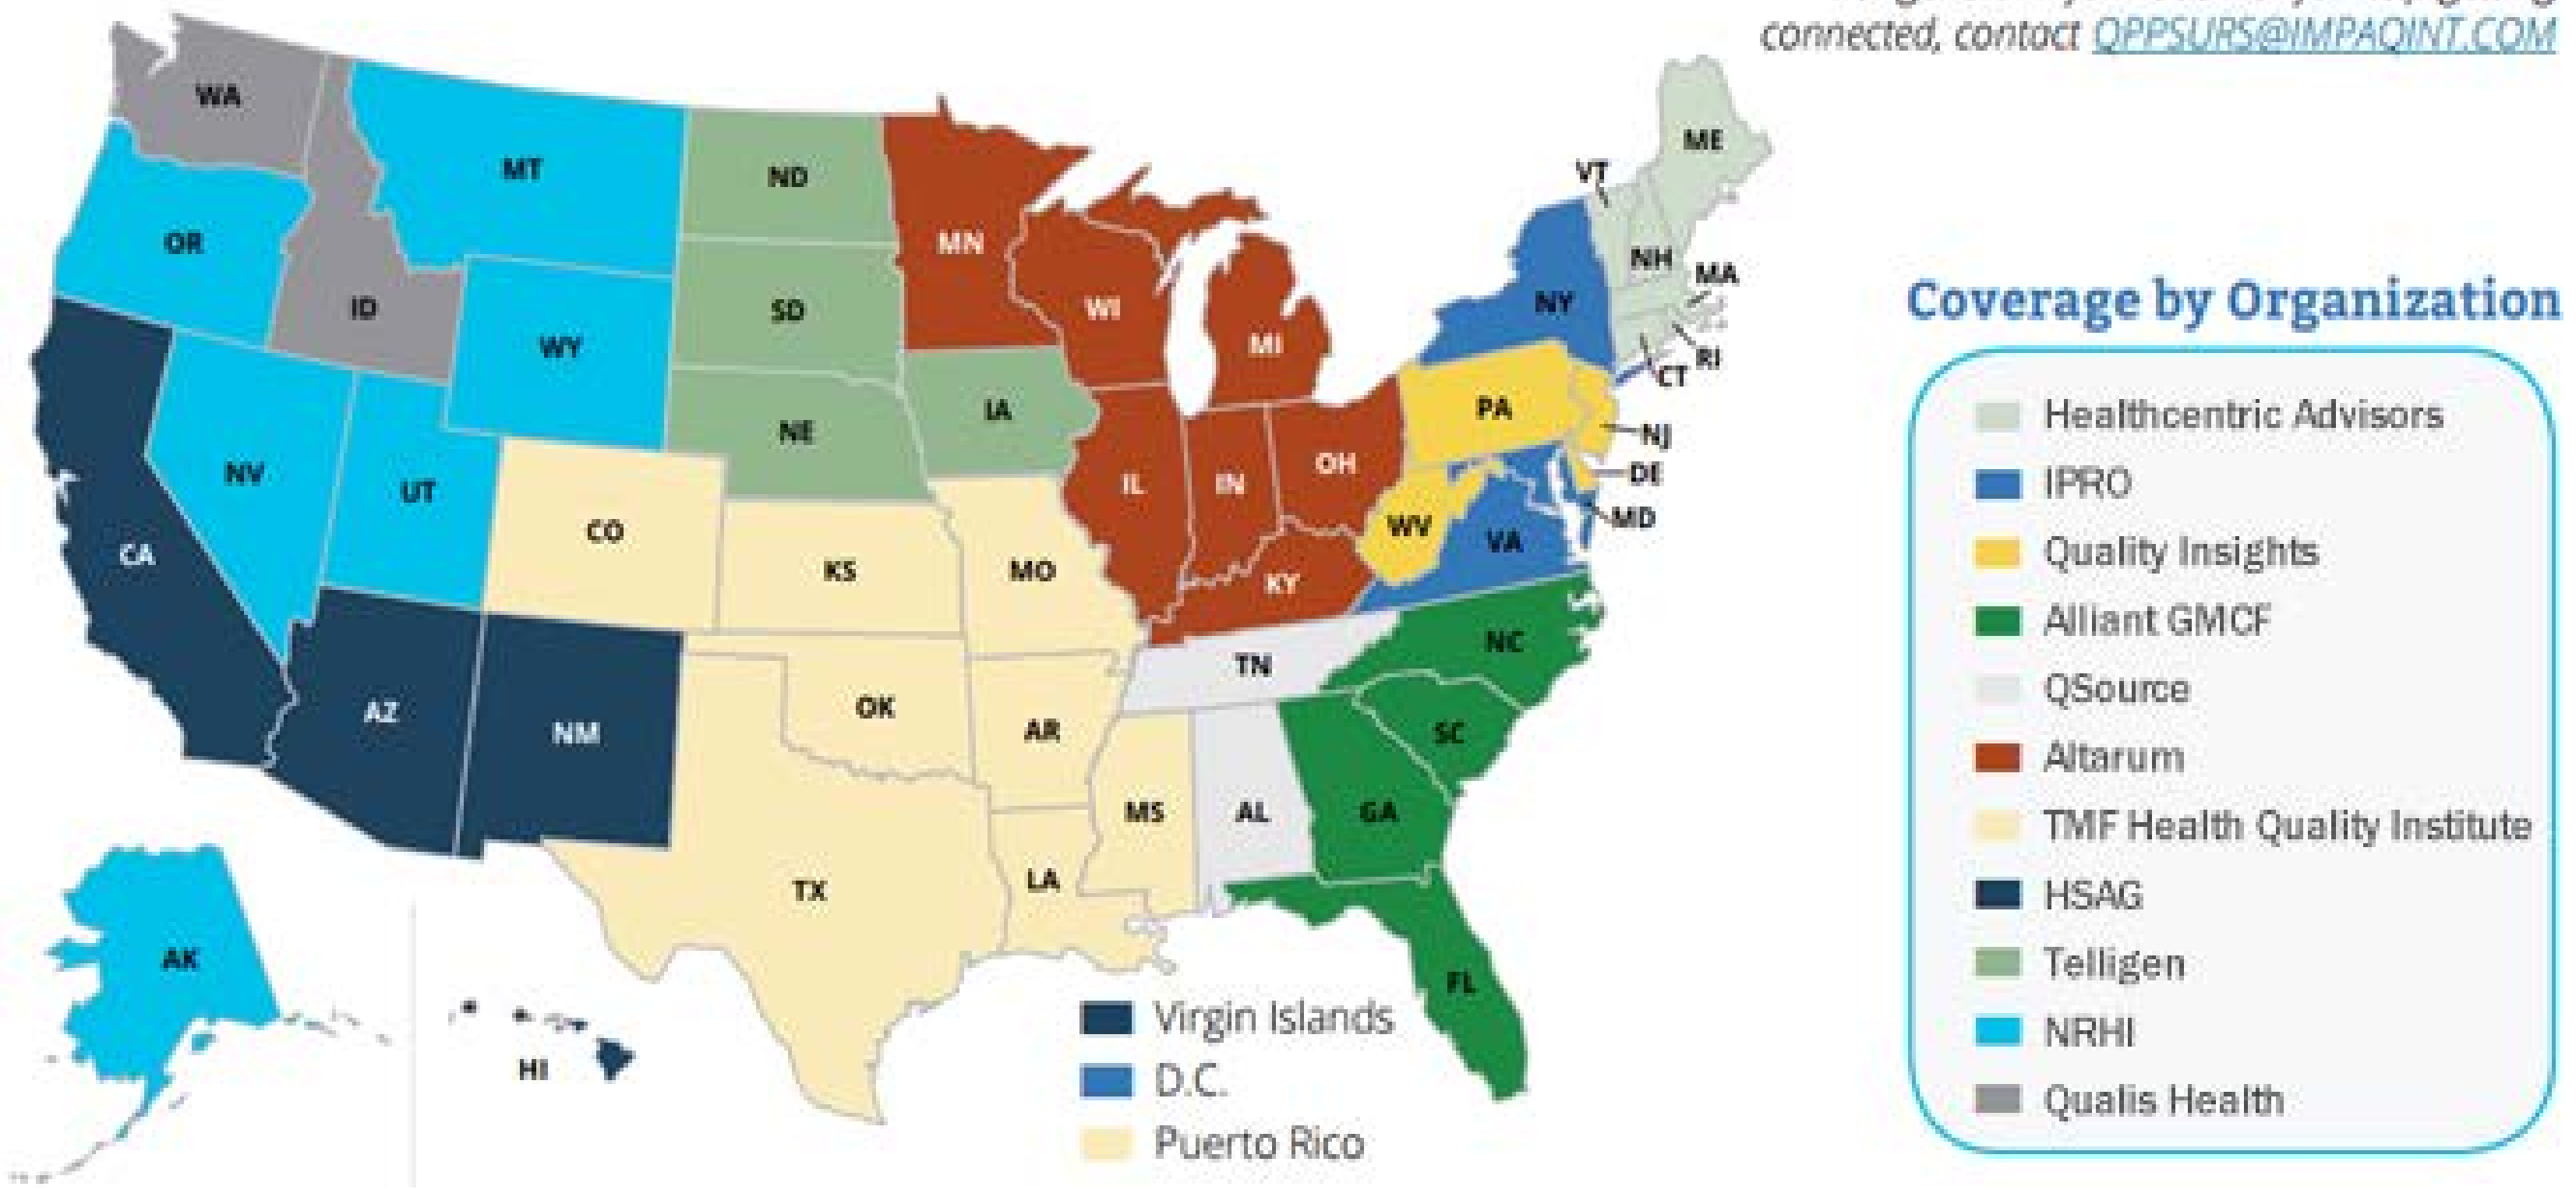 connected, contact QPPSURS@IMPAQINT.COM
WA
MT
ND
MN
ME
VT
OR
ID
SD
WI
MI
NY
NH
MA
WY
RI
CT
NE
IA
PA
NJ
NV
UT
IL
IN
OH
DE
CA
CO
KS
MO
KY
WV
VA
MD
AZ
NM
OK
AR
TN
NC
SC
MS
AL
GA
TX
LA
FL
AK
HI
Virgin Islands
D.C.
Puerto Rico
Coverage by Organization
Healthcentric Advisors
IPRO
Quality Insights
Alliant GMCF
QSource
Altarum
TMF Health Quality Institute
HSAG
Telligen
NRHI
Qualis Health